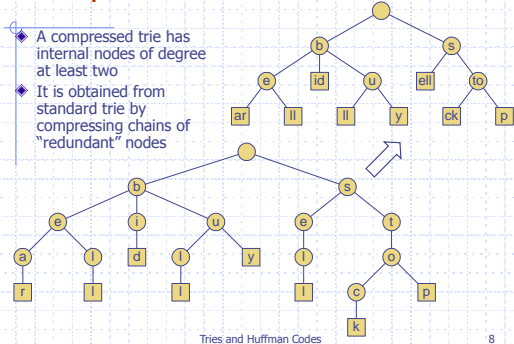 A compressed trie has
internal nodes of degree
at least two
It is obtained from
standard trie by
compressing chains of
"redundant" nodes
b s
e id u ell to
ar ll ll y ck p
b s
e i u e t
a l d l y l o
r l l l c p
k
Tries and Huffman Codes 8